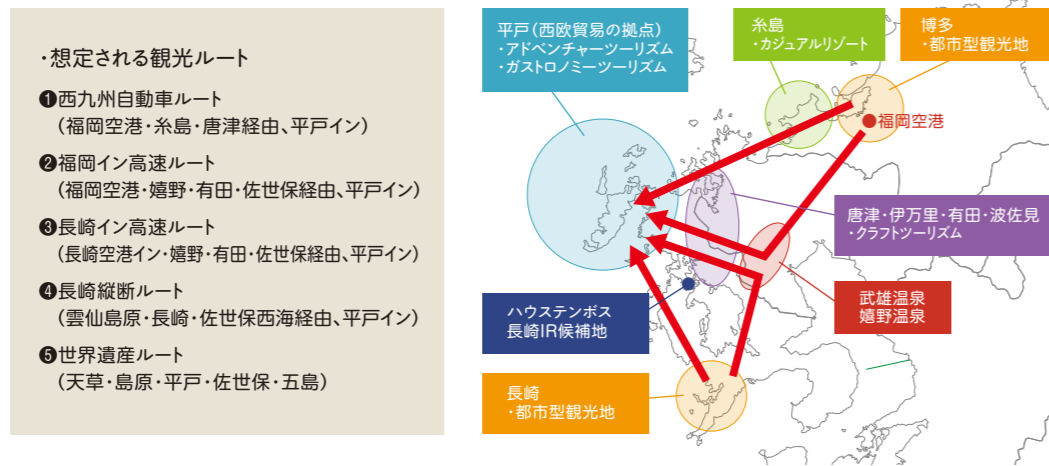 ・想定される観光ルート
❶西九州自動車ルート
（福岡空港・糸島・唐津経由、平戸イン）
❷福岡イン高速ルート
（福岡空港・嬉野・有田・佐世保経由、平戸イン）
❸長崎イン高速ルート
（長崎空港イン・嬉野・有田・佐世保経由、平戸イン）
❹長崎縦断ルート
（雲仙島原・長崎・佐世保西海経由、平戸イン）
❺世界遺産ルート
（天草・島原・平戸・佐世保・五島）
平戸（西欧貿易の拠点）
・アドベンチャーツーリズム
・ガストロノミーツーリズム
糸島
・カジュアルリゾート
博多
・都市型観光地
福岡空港
唐津・伊万里・有田・波佐見
・クラフトツーリズム
武雄温泉
嬉野温泉
ハウステンボス
長崎IR候補地
長崎
・都市型観光地